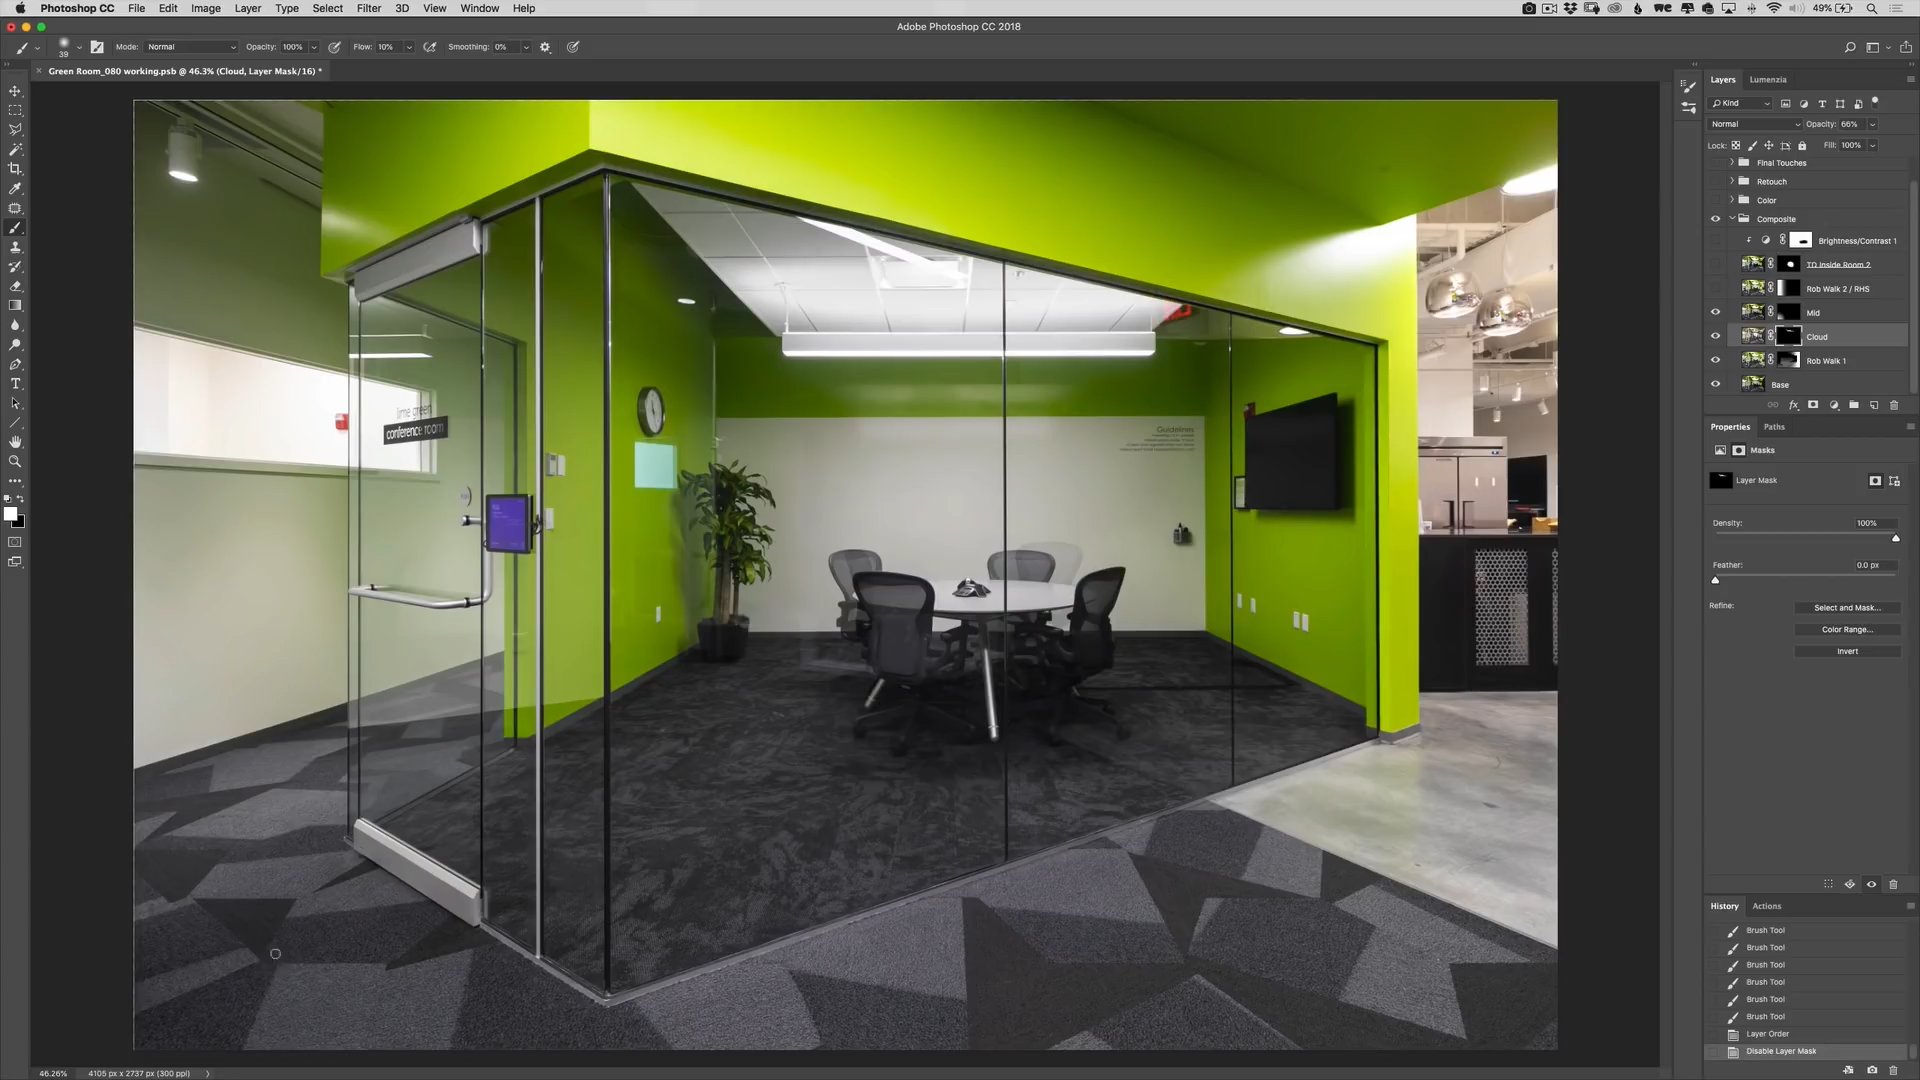 Photoshop CC File Edit Image Layer Type Select Filter 3D View Window Help
49%
Adobe Photoshop CC 2018
39 Mode: Normal Opacity: 100% Flow: 10% Smoothing: 0%
× Green Room_080 working.psb @ 46.3% (Cloud, Layer Mask/16) *
Layers Lumenzia
Kind
Normal Opacity: 66%
Lock: Fill: 100%
Final Touches
Retouch
Color
Composite
Brightness/Contrast 1
TD Inside Room 2
Rob Walk 2 / RHS
Mid
Cloud
Rob Walk 1
Base
fx
Properties Paths
Masks
Layer Mask
Density: 100%
Feather: 0.0 px
Refine: Select and Mask...
Color Range...
Invert
History Actions
Brush Tool
Brush Tool
Brush Tool
Brush Tool
Brush Tool
Brush Tool
Layer Order
Disable Layer Mask
lime green
conference room
Guidelines
46.26% 4105 px x 2737 px (300 ppi)